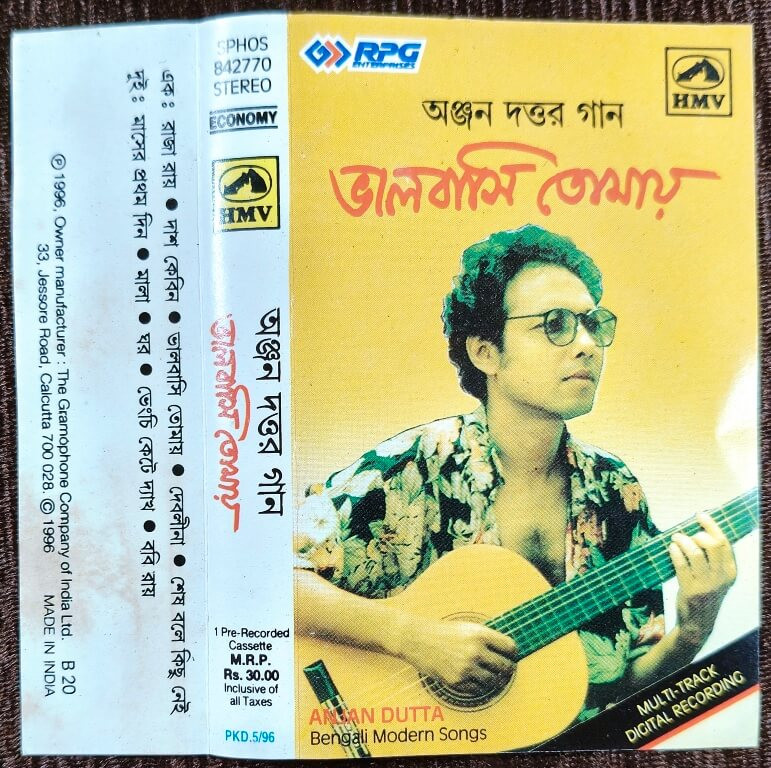 এক: রাজা রায় ● দাশ কেবিন ● ভালবাসি তোমায় ● দেবলীনা ● শেষ বলে কিছু নেই
দুই: মাসের প্রথম দিন ● মালা ● ঘর ● ভেংচি কেটে দ্যাখ ● ববি রায়
℗ 1996, Owner manufacturer : The Gramophone Company of India Ltd. B 20
33, Jessore Road, Calcutta 700 028. © 1996 MADE IN INDIA
SPHOS
842770
STEREO
ECONOMY
HMV
অঞ্জন দত্তর গান
ভালবাসি তোমায়
1 Pre-Recorded
Cassette
M.R.P.
Rs. 30.00
Inclusive of
all Taxes
PKD.5/96
RPG
ENTERPRISES
HMV
অঞ্জন দত্তর গান
ভালবাসি তোমায়
ANJAN DUTTA
Bengali Modern Songs
MULTI-TRACK
DIGITAL RECORDING